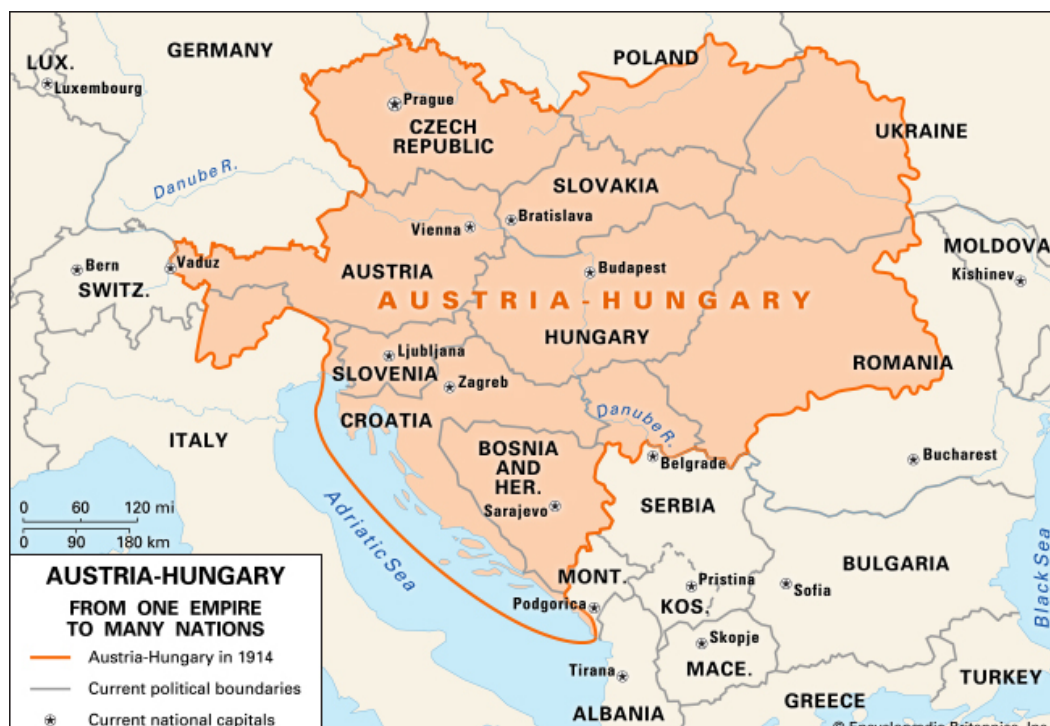 GERMANY
POLAND
LUX.
Luxembourg
Prague
CZECH
REPUBLIC
UKRAINE
Danube R.
SLOVAKIA
Vienna
Bratislava
MOLDOVA
Kishinev
Bern
SWITZ.
Vaduz
AUSTRIA
Budapest
AUSTRIA-HUNGARY
HUNGARY
ROMANIA
Ljubljana
SLOVENIA
Zagreb
CROATIA
Danube R.
ITALY
BOSNIA
AND
HER.
Sarajevo
Belgrade
Bucharest
SERBIA
0 60 120 mi
0 90 180 km
Adriatic Sea
BULGARIA
Black Sea
MONT.
Podgorica
Pristina
KOS.
Sofia
Skopje
MACE.
Tirana
TURKEY
ALBANIA
GREECE
AUSTRIA-HUNGARY
FROM ONE EMPIRE
TO MANY NATIONS
Austria-Hungary in 1914
Current political boundaries
Current national capitals
© Encyclopædia Britannica, Inc.